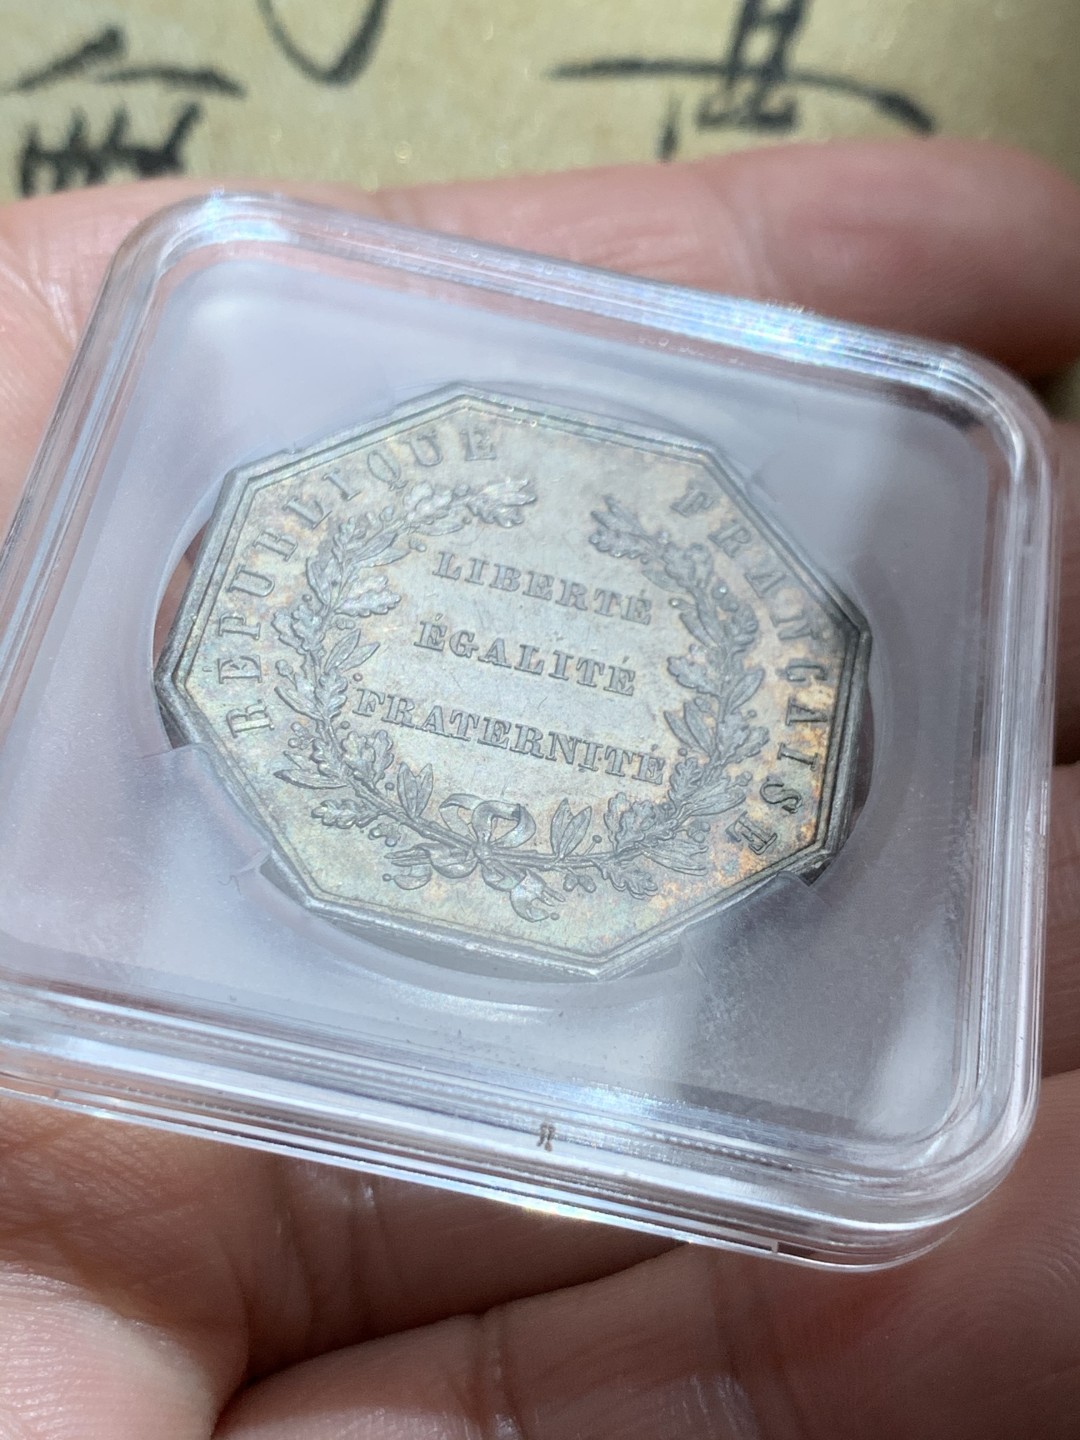 RÉPUBLIQUE FRANÇAISE
LIBERTÉ
ÉGALITÉ
FRATERNITÉ